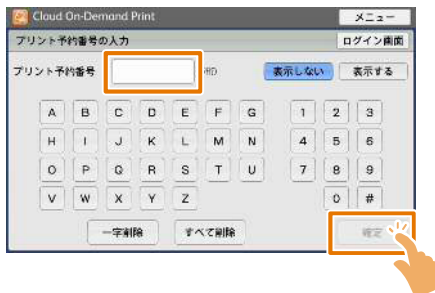 Cloud On-Demand Print メニュー
プリント予約番号の入力 ログイン画面
プリント予約番号 表示しない 表示する
A B C D E F G 1 2 3
H I J K L M N 4 5 6
O P Q R S T U 7 8 9
V W X Y Z 0 #
一字削除 すべて削除 確定